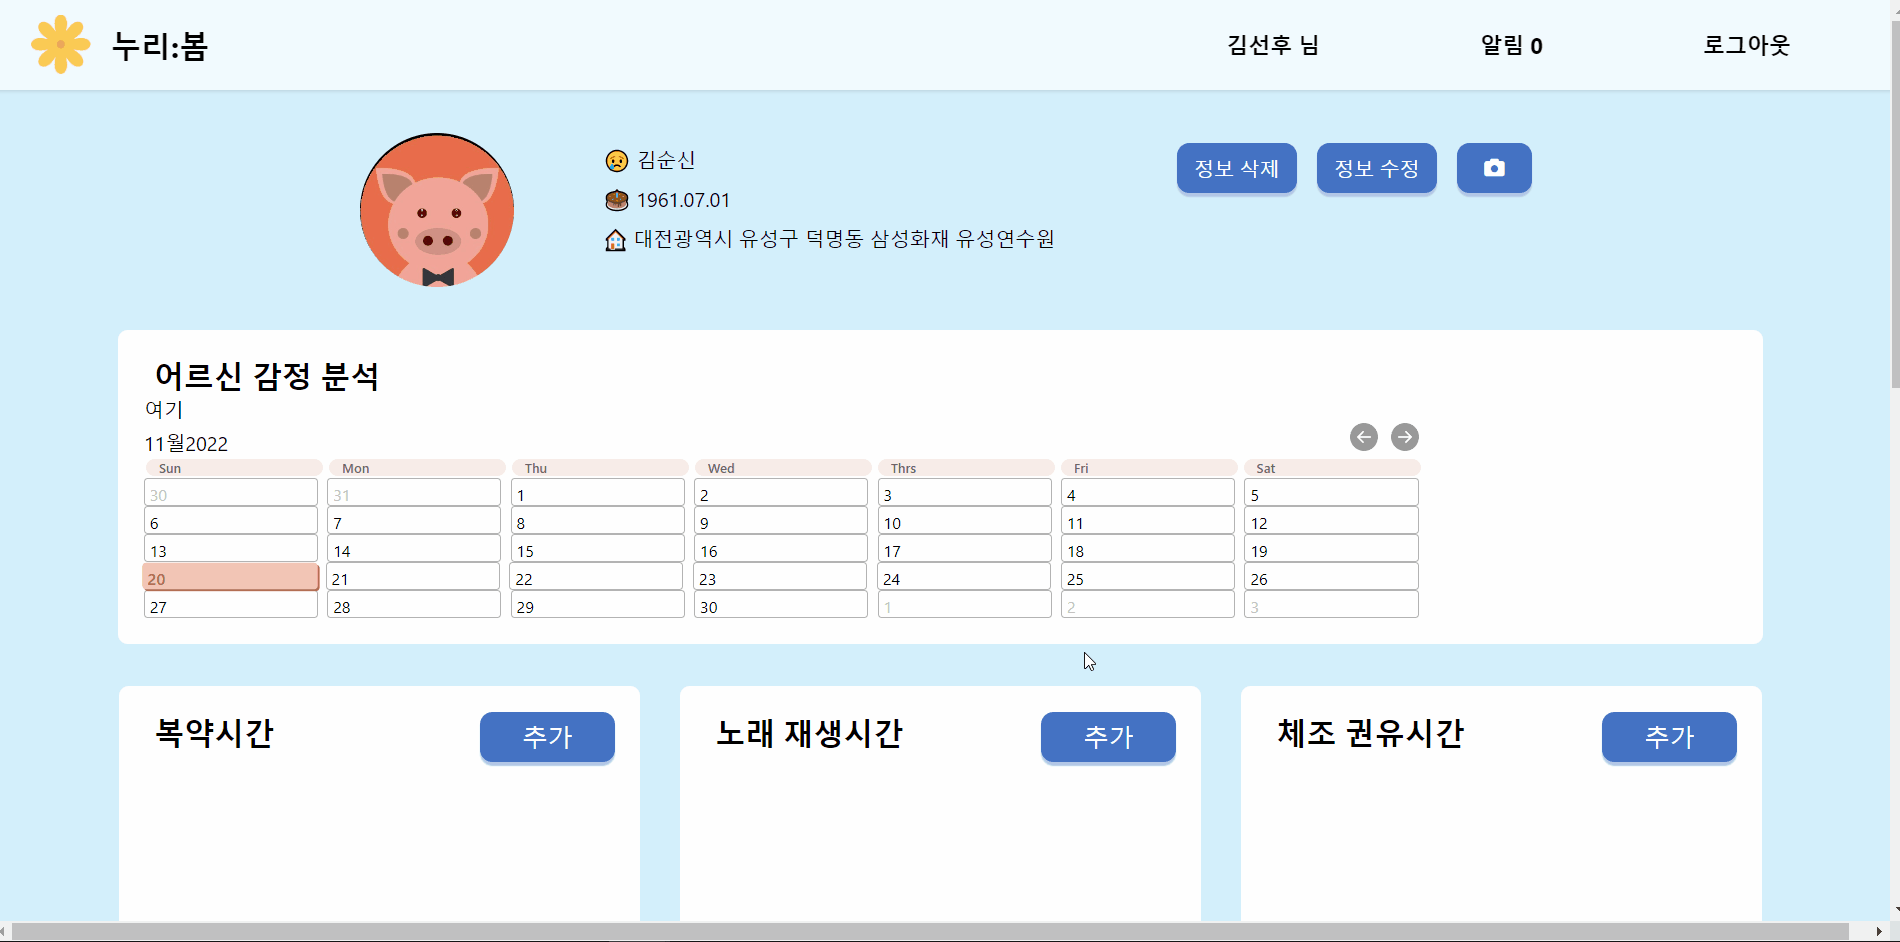 누리:봄
김선후 님 알림 0 로그아웃
김순신
1961.07.01
대전광역시 유성구 덕명동 삼성화재 유성연수원
정보 삭제 정보 수정
어르신 감정 분석
여기
11월2022
Sun Mon Thu Wed Thrs Fri Sat
30 31 1 2 3 4 5
6 7 8 9 10 11 12
13 14 15 16 17 18 19
20 21 22 23 24 25 26
27 28 29 30 1 2 3
복약시간 추가 노래 재생시간 추가 체조 권유시간 추가